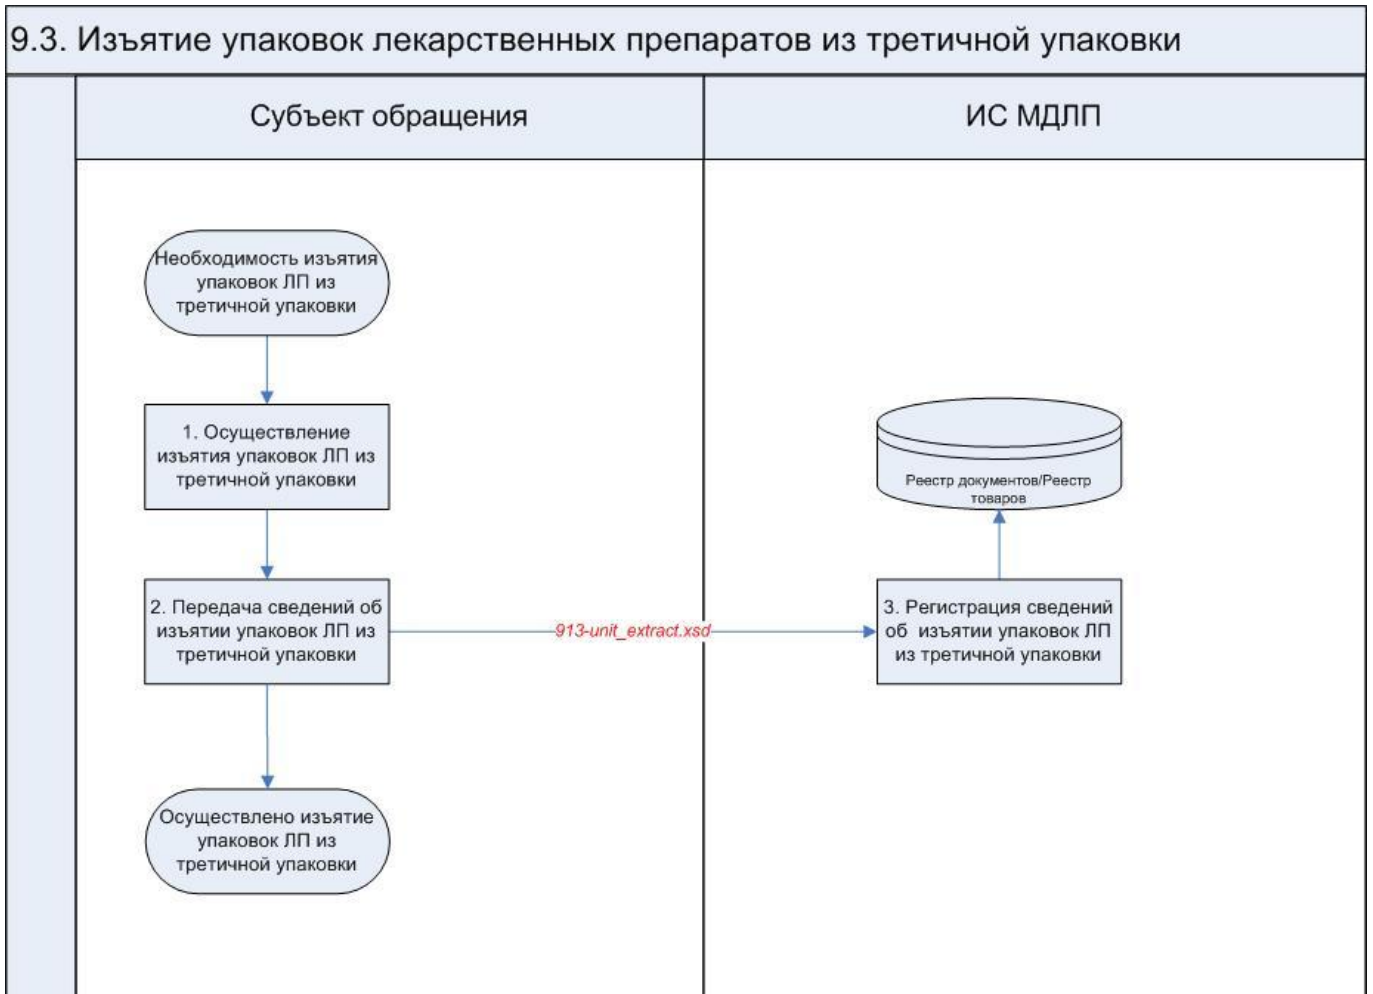 9.3. Изъятие упаковок лекарственных препаратов из третичной упаковки
Субъект обращения
ИС МДЛП
Необходимость изъятия
упаковок ЛП из
третичной упаковки
1. Осуществление
изъятия упаковок ЛП из
третичной упаковки
Реестр документов/Реестр
товаров
2. Передача сведений об
изъятии упаковок ЛП из
третичной упаковки
913-unit_extract.xsd
3. Регистрация сведений
об изъятии упаковок ЛП
из третичной упаковки
Осуществлено изъятие
упаковок ЛП из
третичной упаковки